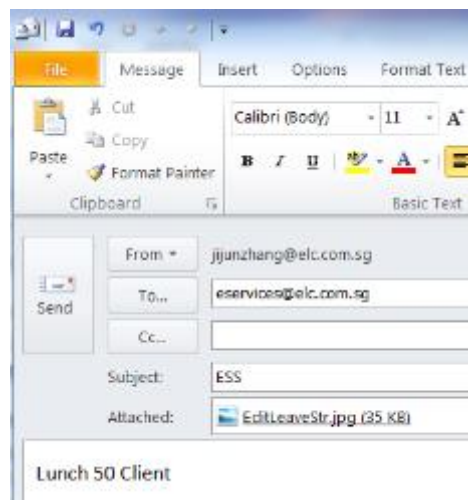 File Message Insert Options Format Text
Cut
Calibri (Body) 11 A
Copy
Paste
Format Painter
B I U A
Clipboard Basic Text
From jijunzhang@elc.com.sg
Send
To... eservices@elc.com.sg
Cc...
Subject: ESS
Attached: EditLeaveStr.jpg (35 KB)
Lunch 50 Client